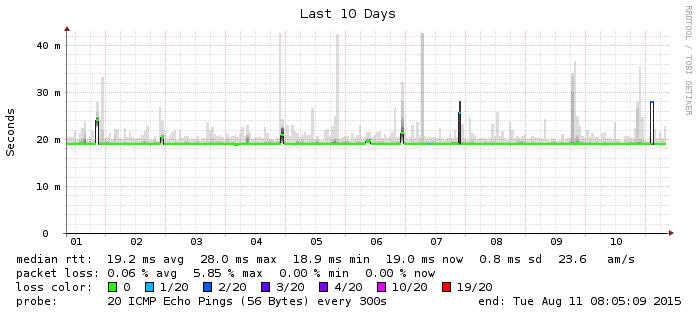 Last 10 Days
RRDTOOL / TOBI OETIKER
Seconds
40 m
30 m
20 m
10 m
0
01 02 03 04 05 06 07 08 09 10
median rtt: 19.2 ms avg 28.0 ms max 18.9 ms min 19.0 ms now 0.8 ms sd 23.6 am/s
packet loss: 0.06 % avg 5.85 % max 0.00 % min 0.00 % now
loss color: 0 1/20 2/20 3/20 4/20 10/20 19/20
probe: 20 ICMP Echo Pings (56 Bytes) every 300s end: Tue Aug 11 08:05:09 2015